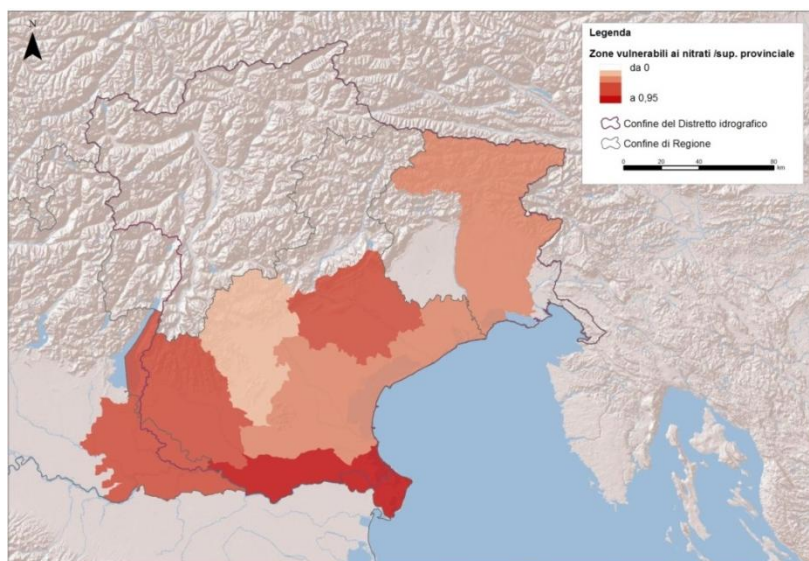 N
Legenda
Zone vulnerabili ai nitrati /sup. provinciale
da 0
a 0,95
Confine del Distretto idrografico
Confine di Regione
0 20 40 80
km